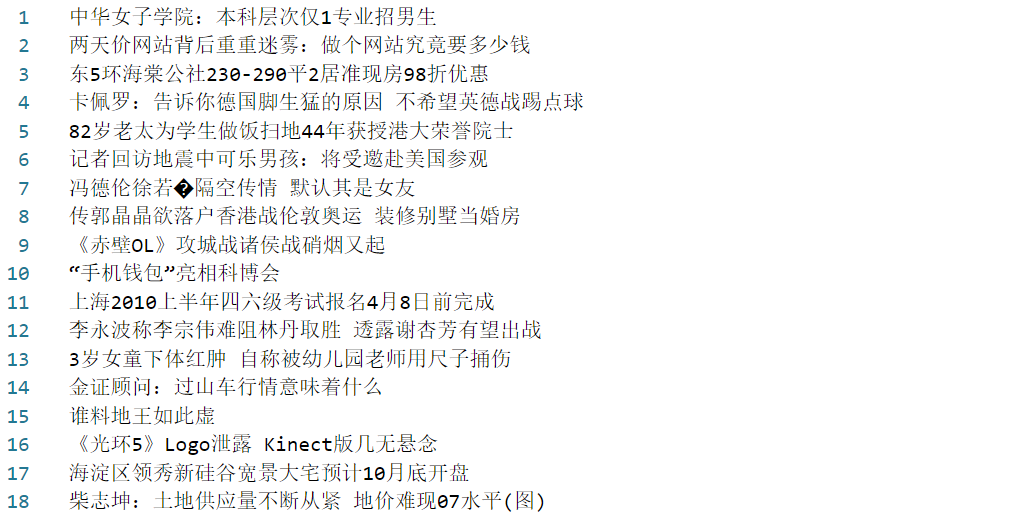 1 中华女子学院：本科层次仅1专业招男生
2 两天价网站背后重重迷雾：做个网站究竟要多少钱
3 东5环海棠公社230-290平2居准现房98折优惠
4 卡佩罗：告诉你德国脚生猛的原因 不希望英德战踢点球
5 82岁老太为学生做饭扫地44年获授港大荣誉院士
6 记者回访地震中可乐男孩：将受邀赴美国参观
7 冯德伦徐若�隔空传情 默认其是女友
8 传郭晶晶欲落户香港战伦敦奥运 装修别墅当婚房
9 《赤壁OL》攻城战诸侯战硝烟又起
10 “手机钱包”亮相科博会
11 上海2010上半年四六级考试报名4月8日前完成
12 李永波称李宗伟难阻林丹取胜 透露谢杏芳有望出战
13 3岁女童下体红肿 自称被幼儿园老师用尺子捅伤
14 金证顾问：过山车行情意味着什么
15 谁料地王如此虚
16 《光环5》Logo泄露 Kinect版几无悬念
17 海淀区领秀新硅谷宽景大宅预计10月底开盘
18 柴志坤：土地供应量不断从紧 地价难现07水平(图)